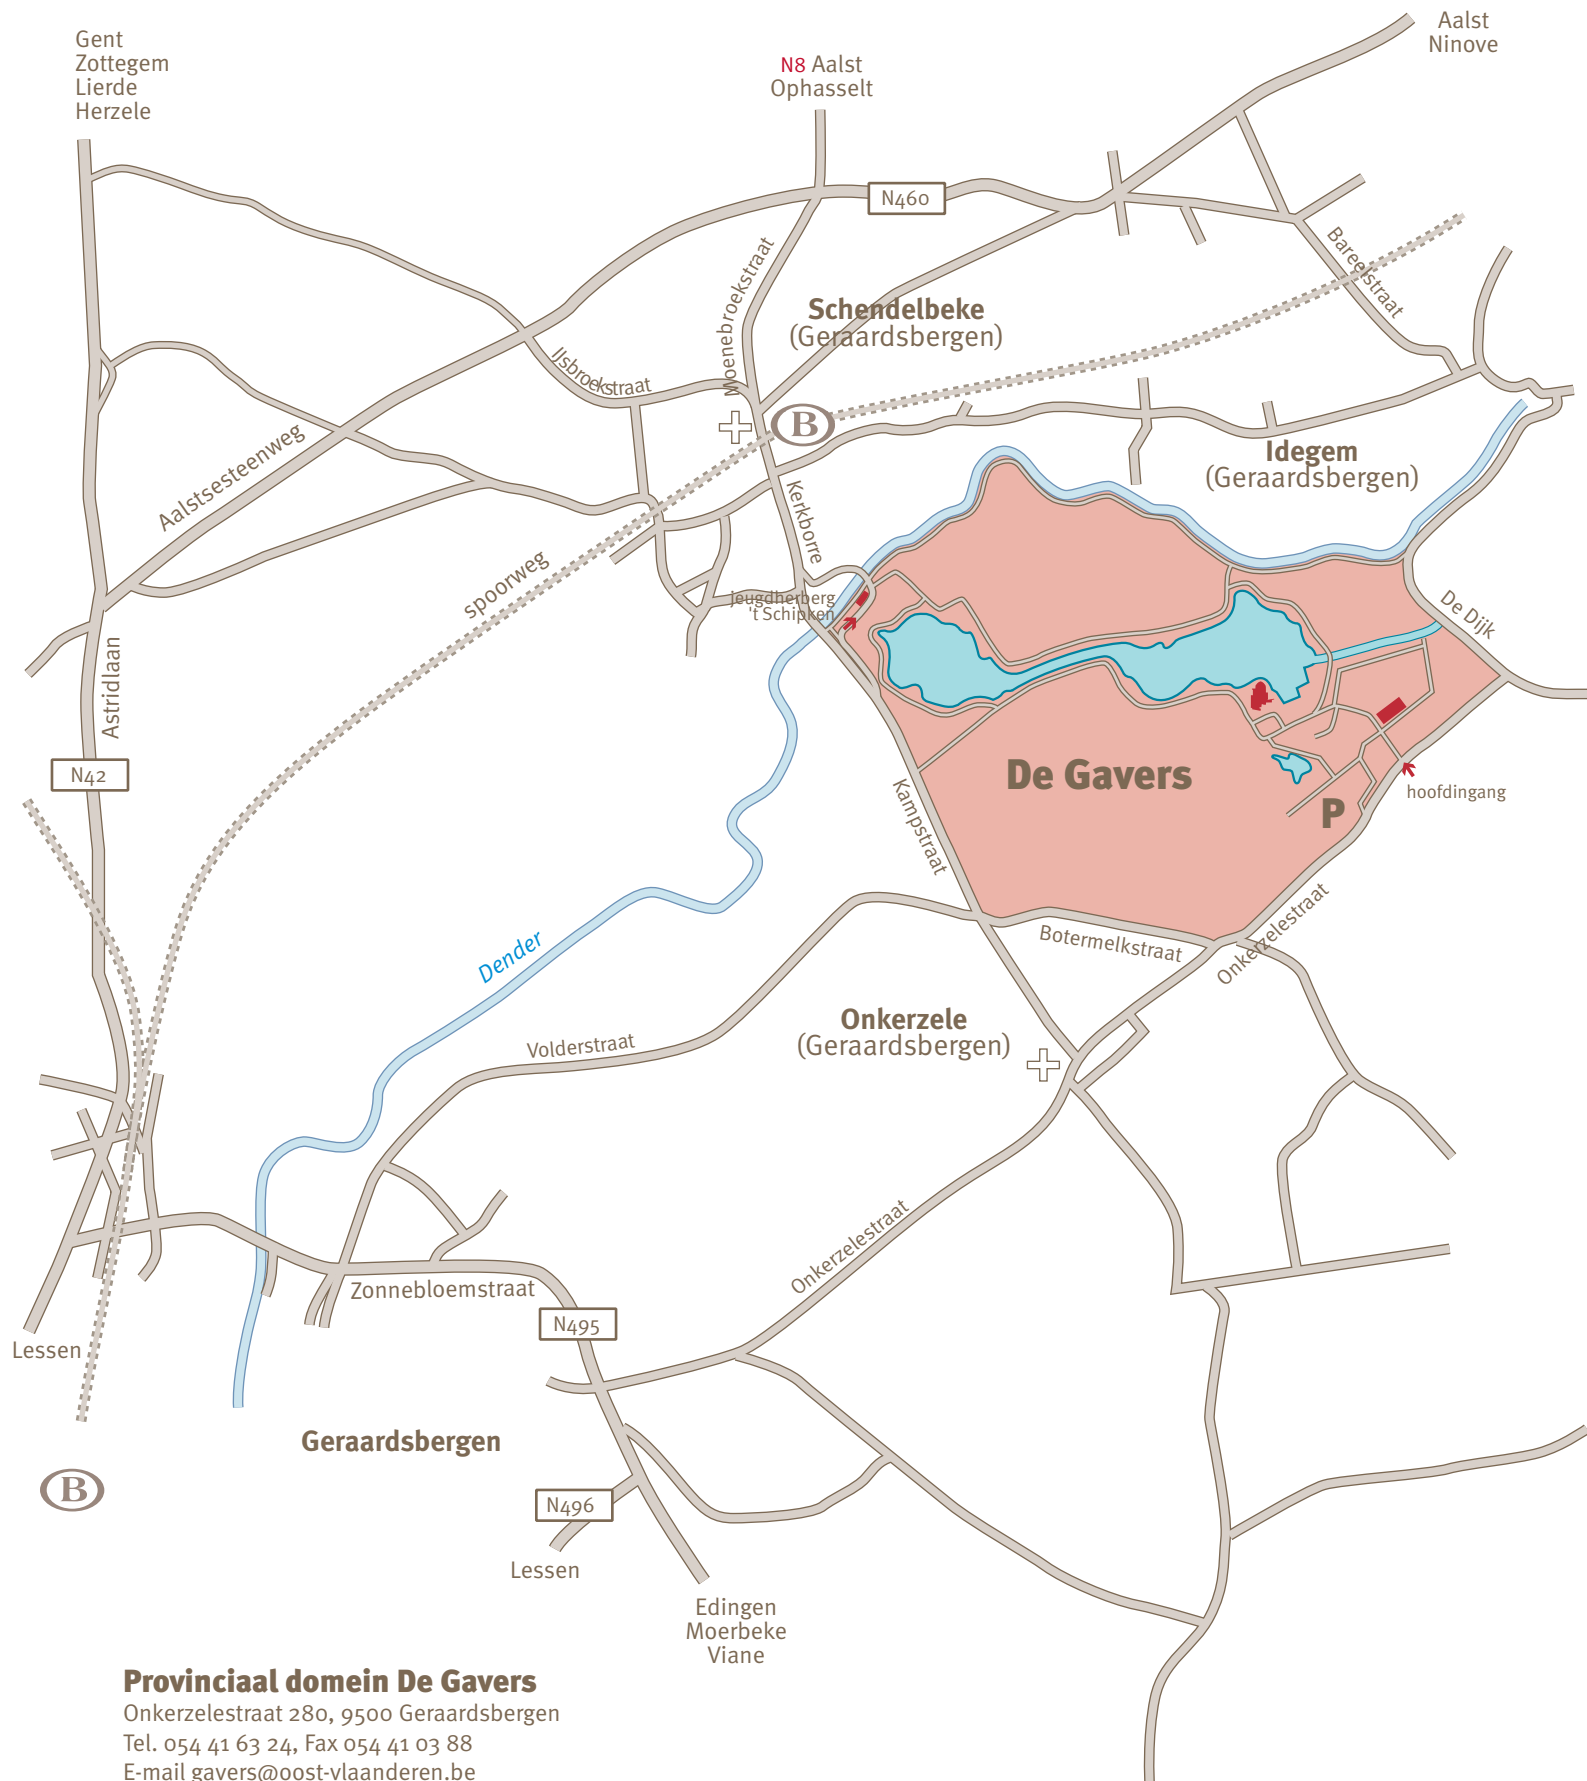 Gent
Zottegem
Lierde
Herzele
N8 Aalst
Ophasselt
Aalst
Ninove
N460
Moenebroekstraat
Bareelstraat
Schendelbeke
(Geraardsbergen)
IJsbroekstraat
B
Aalstsesteenweg
Idegem
(Geraardsbergen)
Kerkborre
spoorweg
jeugdherberg
't Schipken
De Dijk
Astridlaan
N42
De Gavers
Kampstraat
P
hoofdingang
Botermelkstraat
Onkerzelestraat
Dender
Onkerzele
(Geraardsbergen)
Volderstraat
Onkerzelestraat
Zonnebloemstraat
N495
Lessen
Geraardsbergen
B
N496
Lessen
Edingen
Moerbeke
Viane
Provinciaal domein De Gavers
Onkerzelestraat 280, 9500 Geraardsbergen
Tel. 054 41 63 24, Fax 054 41 03 88
E-mail gavers@oost-vlaanderen.be